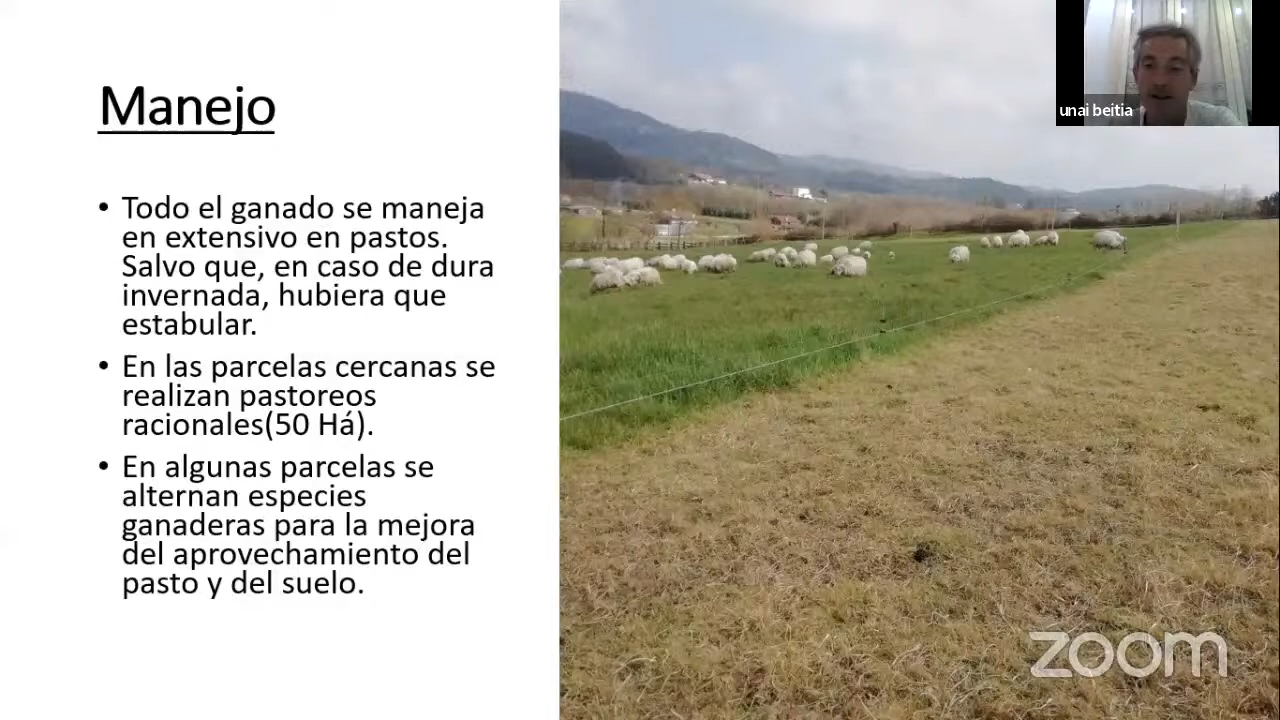 Manejo
• Todo el ganado se maneja
en extensivo en pastos.
Salvo que, en caso de dura
invernada, hubiera que
estabular.
• En las parcelas cercanas se
realizan pastoreos
racionales(50 Há).
• En algunas parcelas se
alternan especies
ganaderas para la mejora
del aprovechamiento del
pasto y del suelo.
unai beitia
zoom